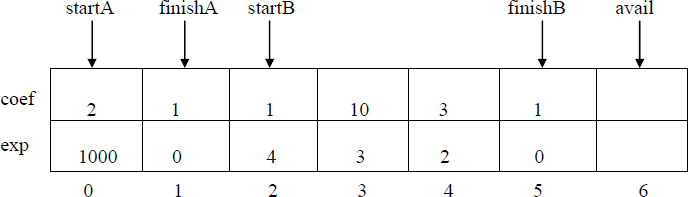 startA finishA startB finishB avail
coef 2 1 1 10 3 1
exp 1000 0 4 3 2 0
0 1 2 3 4 5 6